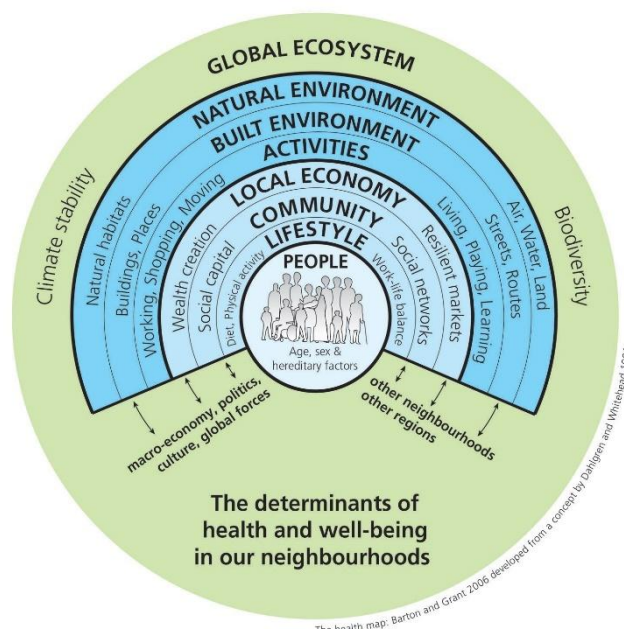 GLOBAL ECOSYSTEM
NATURAL ENVIRONMENT
BUILT ENVIRONMENT
ACTIVITIES
LOCAL ECONOMY
COMMUNITY
LIFESTYLE
PEOPLE
Age, sex &
hereditary factors
Climate stability
Natural habitats
Buildings, Places
Working, Shopping, Moving
Wealth creation
Social capital
Diet, Physical activity
Work-life balance
Social networks
Resilient markets
Living, Playing, Learning
Streets, Routes
Air, Water, Land
Biodiversity
macro-economy, politics,
culture, global forces
other neighbourhoods
other regions
The determinants of
health and well-being
in our neighbourhoods
The health map: Barton and Grant 2006 developed from a concept by Dahlgren and Whitehead